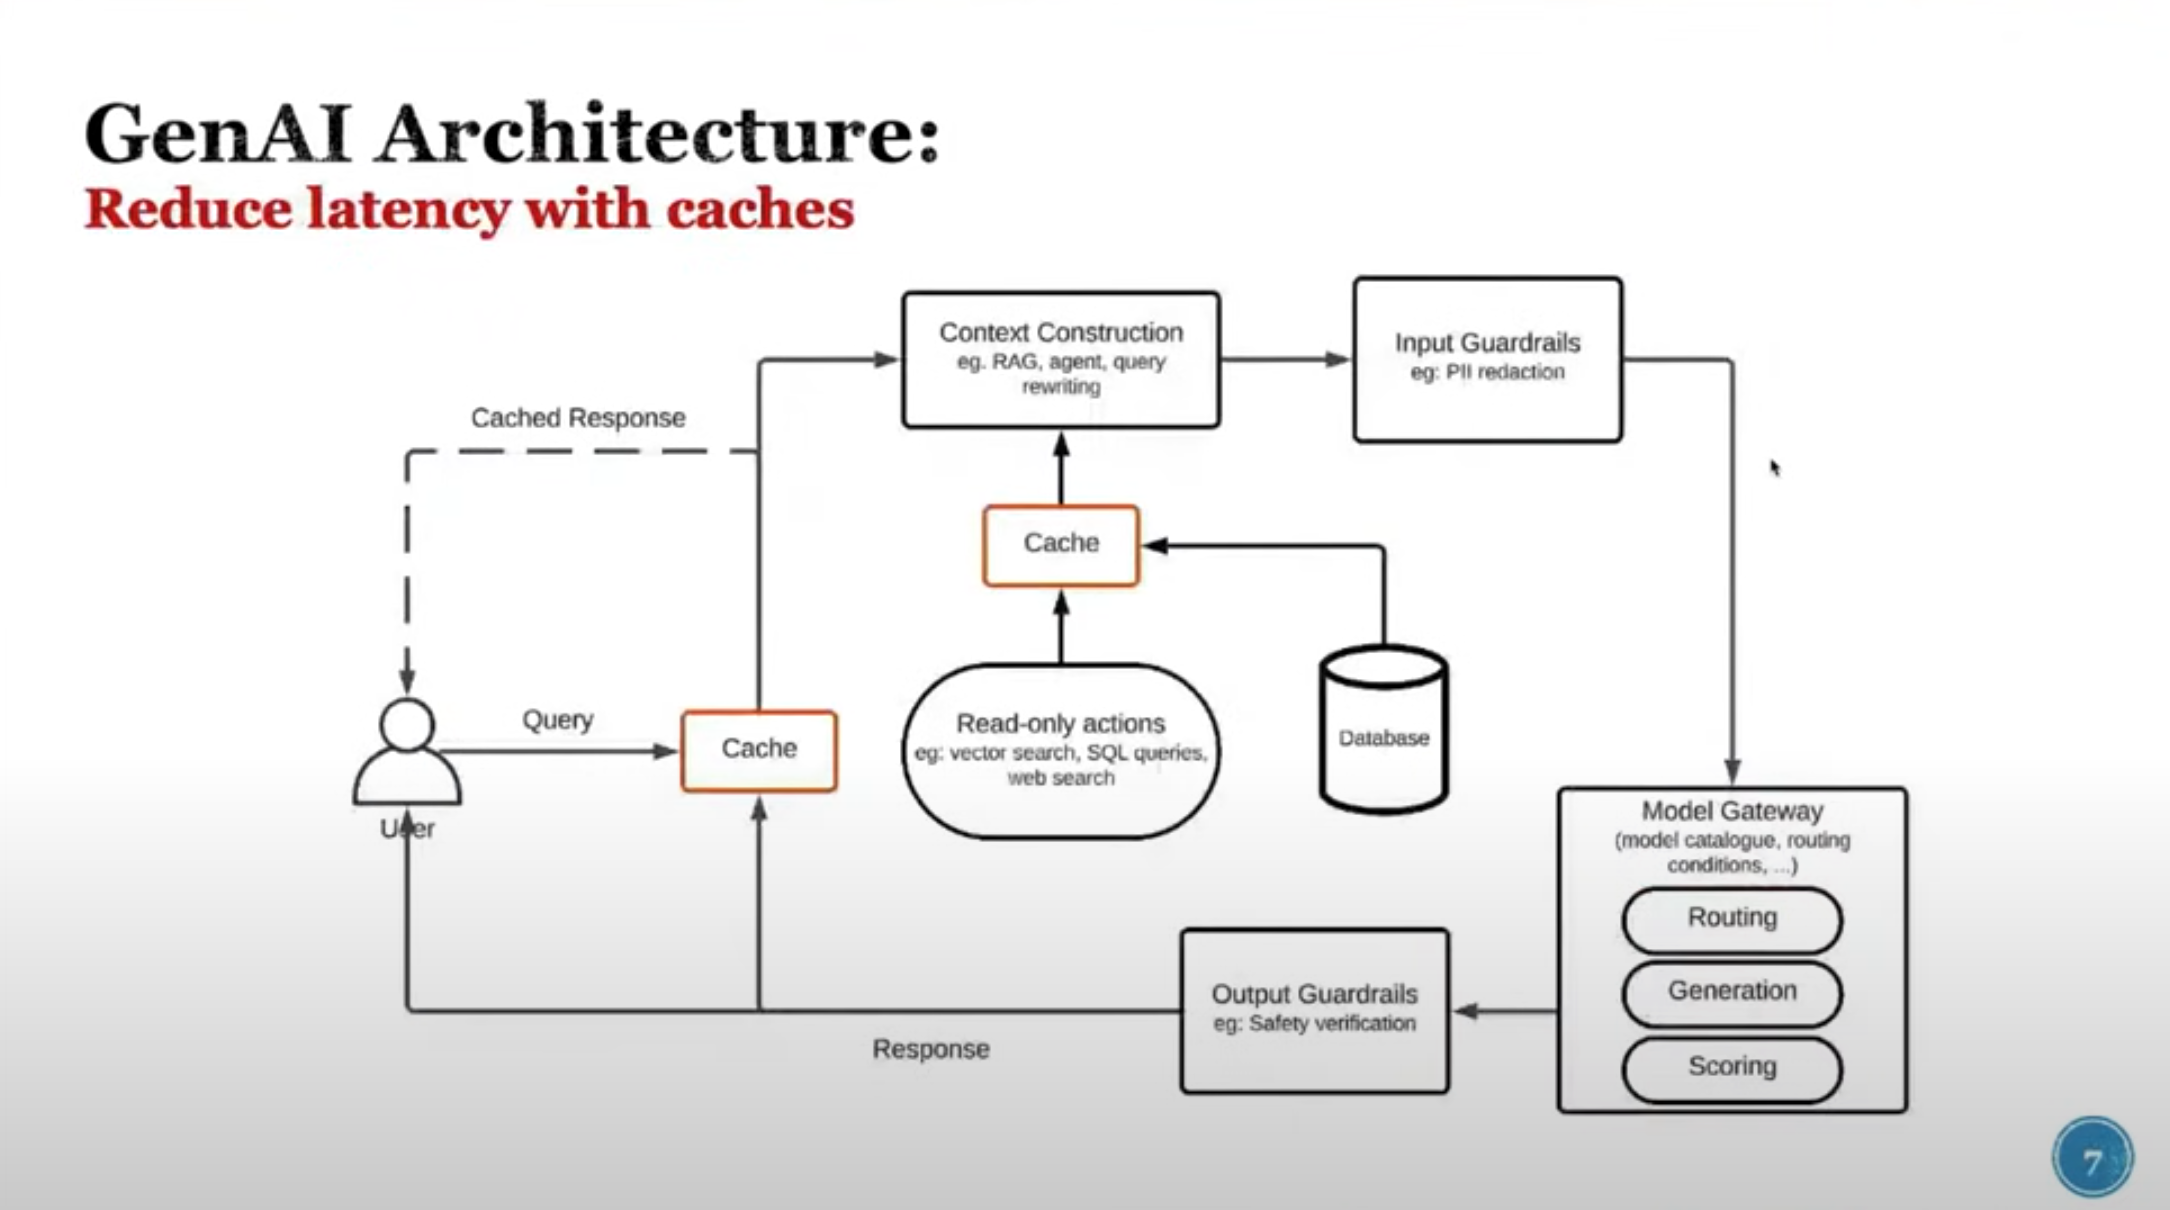 GenAI Architecture:
Reduce latency with caches
Context Construction
eg. RAG, agent, query
rewriting
Input Guardrails
eg: PII redaction
Cached Response
Cache
Query
Cache
Read-only actions
eg: vector search, SQL queries,
web search
Database
User
Model Gateway
(model catalogue, routing
conditions, ...)
Routing
Generation
Scoring
Output Guardrails
eg: Safety verification
Response
7